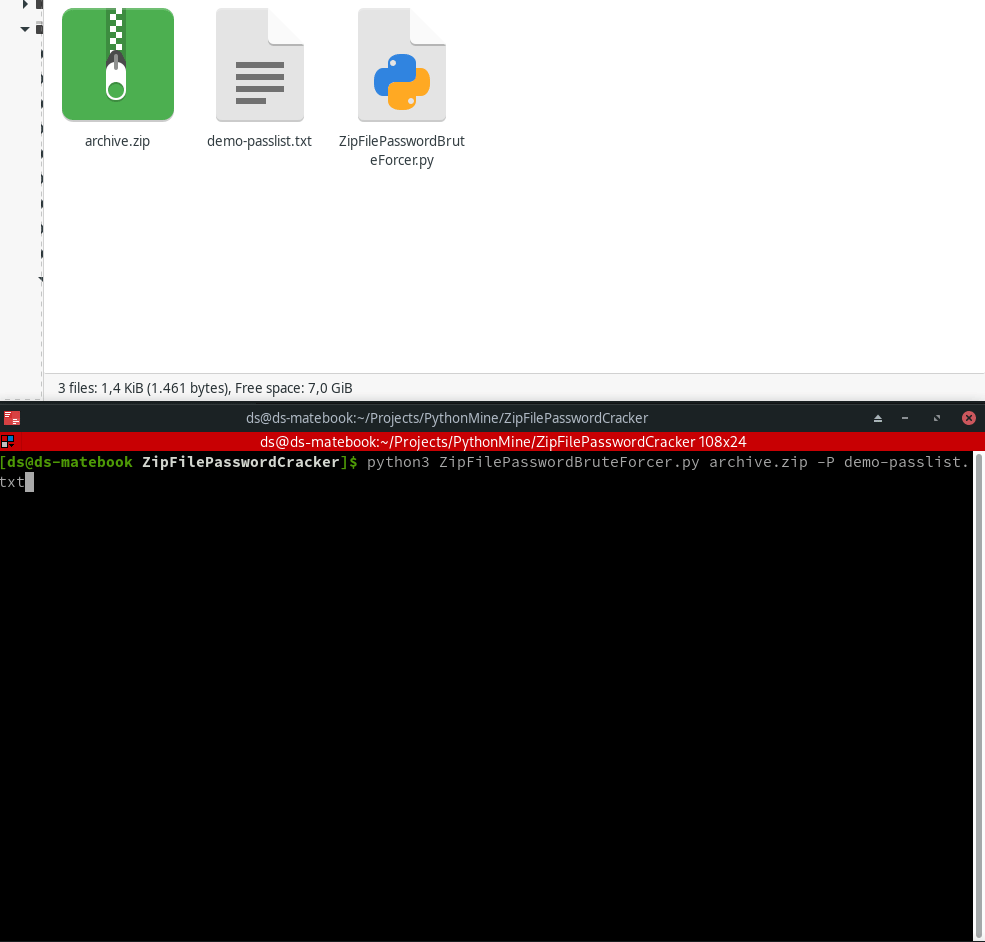 archive.zip
demo-passlist.txt
ZipFilePasswordBrut
eForcer.py
3 files: 1,4 KiB (1.461 bytes), Free space: 7,0 GiB
ds@ds-matebook:~/Projects/PythonMine/ZipFilePasswordCracker
ds@ds-matebook:~/Projects/PythonMine/ZipFilePasswordCracker 108x24
[ds@ds-matebook ZipFilePasswordCracker]$ python3 ZipFilePasswordBruteForcer.py archive.zip -P demo-passlist.
txt